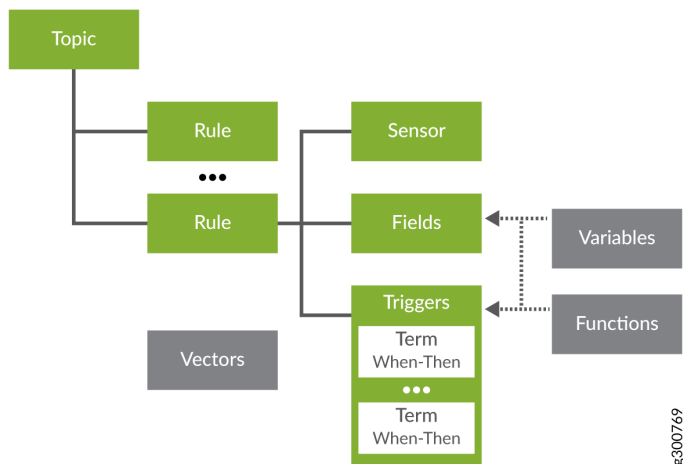 Topic
Rule
Sensor
•••
Rule
Fields
Variables
Triggers
Functions
Term
When-Then
Vectors
•••
Term
When-Then
g300769